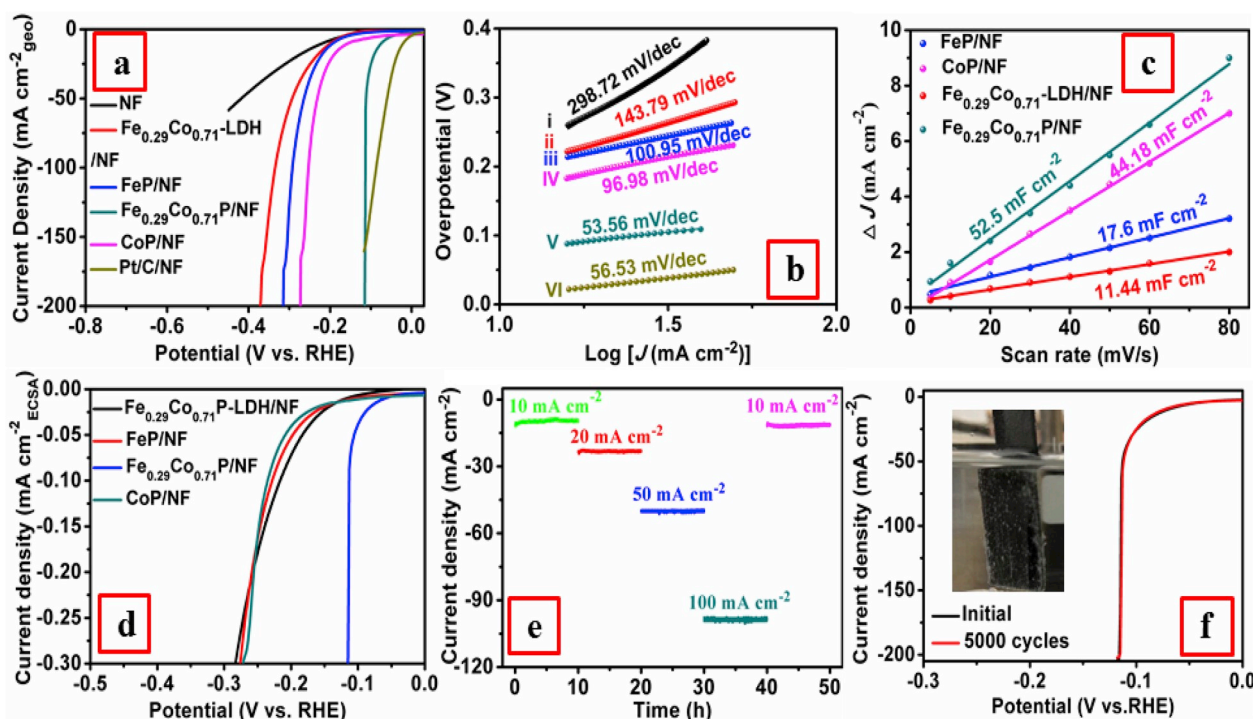 a
0
-50
-100
-150
-200
Current Density (mA cm⁻²geo)
NF
Fe₀.₂₉Co₀.₇₁-LDH
/NF
FeP/NF
Fe₀.₂₉Co₀.₇₁P/NF
CoP/NF
Pt/C/NF
-0.8 -0.6 -0.4 -0.2 0.0
Potential (V vs. RHE)
b
0.4
0.3
0.2
0.1
0.0
Overpotential (V)
i 298.72 mV/dec
ii 143.79 mV/dec
iii 100.95 mV/dec
IV 96.98 mV/dec
V 53.56 mV/dec
VI 56.53 mV/dec
1.0 1.5 2.0
Log [J (mA cm⁻²)]
c
10
8
6
4
2
0
△ J (mA cm⁻²)
FeP/NF
CoP/NF
Fe₀.₂₉Co₀.₇₁-LDH/NF
Fe₀.₂₉Co₀.₇₁P/NF
52.5 mF cm⁻²
44.18 mF cm⁻²
17.6 mF cm⁻²
11.44 mF cm⁻²
0 20 40 60 80
Scan rate (mV/s)
d
0.00
-0.05
-0.10
-0.15
-0.20
-0.25
-0.30
Current density (mA cm⁻²ECSA)
Fe₀.₂₉Co₀.₇₁P-LDH/NF
FeP/NF
Fe₀.₂₉Co₀.₇₁P/NF
CoP/NF
-0.5 -0.4 -0.3 -0.2 -0.1 0.0
Potential (V vs. RHE)
e
0
-30
-60
-90
-120
Current density (mA cm⁻²)
10 mA cm⁻²
20 mA cm⁻²
50 mA cm⁻²
100 mA cm⁻²
10 mA cm⁻²
0 10 20 30 40 50
Time (h)
f
0
-50
-100
-150
-200
Current density (mA cm⁻²)
Initial
5000 cycles
-0.3 -0.2 -0.1 0.0
Potential (V vs.RHE)